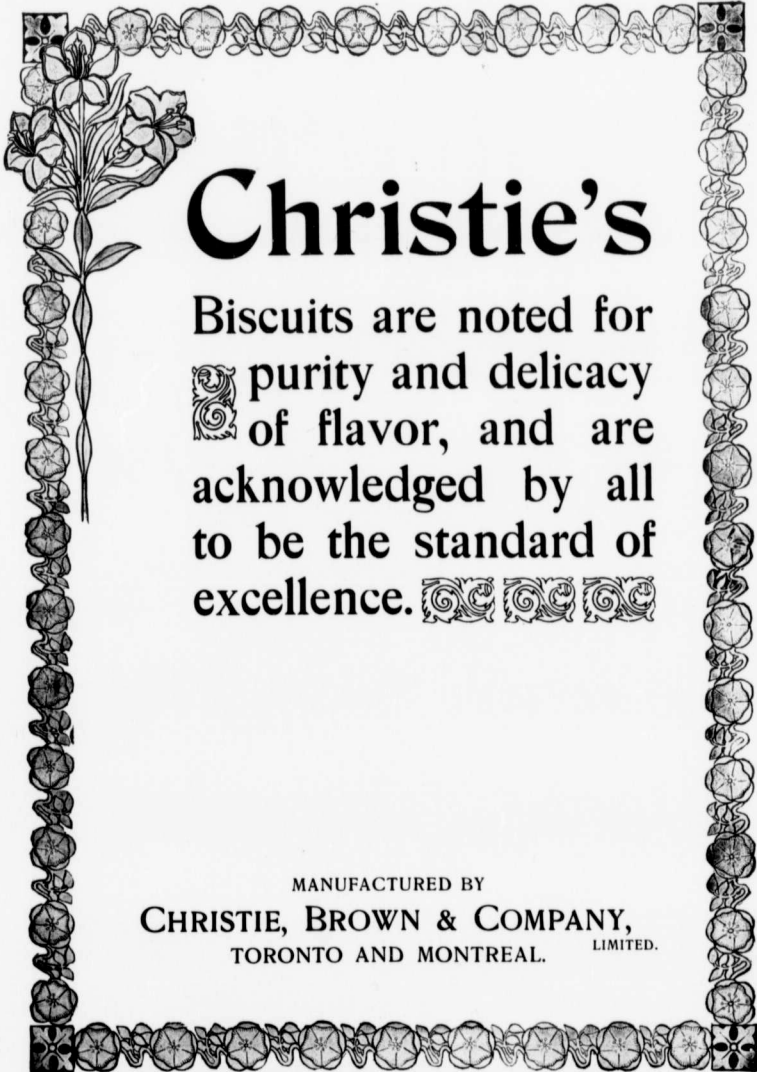 Christie's
Biscuits are noted for
purity and delicacy
of flavor, and are
acknowledged by all
to be the standard of
excellence.
MANUFACTURED BY
CHRISTIE, BROWN & COMPANY,
LIMITED.
TORONTO AND MONTREAL.